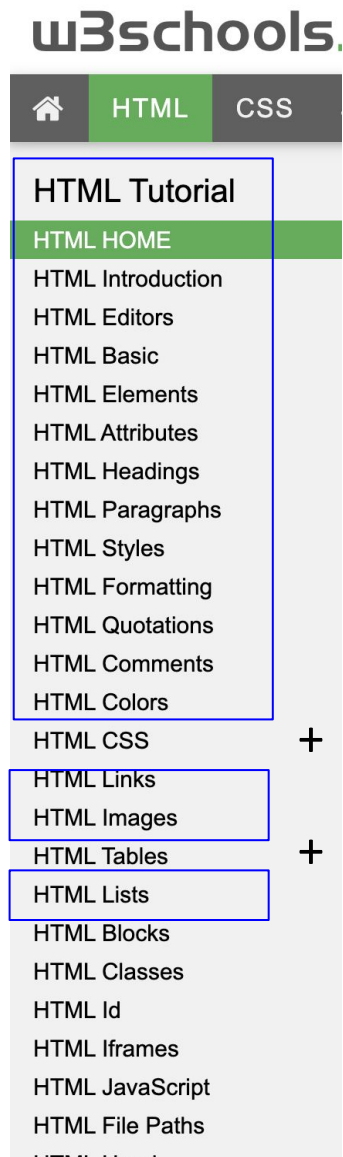 w3schools.
HTML CSS
HTML Tutorial
HTML HOME
HTML Introduction
HTML Editors
HTML Basic
HTML Elements
HTML Attributes
HTML Headings
HTML Paragraphs
HTML Styles
HTML Formatting
HTML Quotations
HTML Comments
HTML Colors
HTML CSS +
HTML Links
HTML Images
HTML Tables +
HTML Lists
HTML Blocks
HTML Classes
HTML Id
HTML Iframes
HTML JavaScript
HTML File Paths